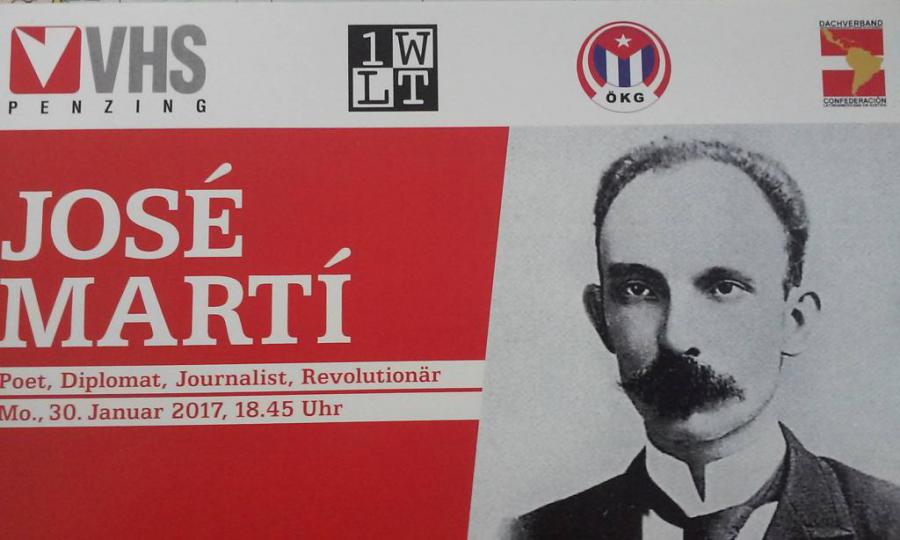 VHS
PENZING
1W
LT
ÖKG
DACHVERBAND
CONFEDERACIÓN
JOSÉ
MARTÍ
Poet, Diplomat, Journalist, Revolutionär
Mo., 30. Januar 2017, 18.45 Uhr